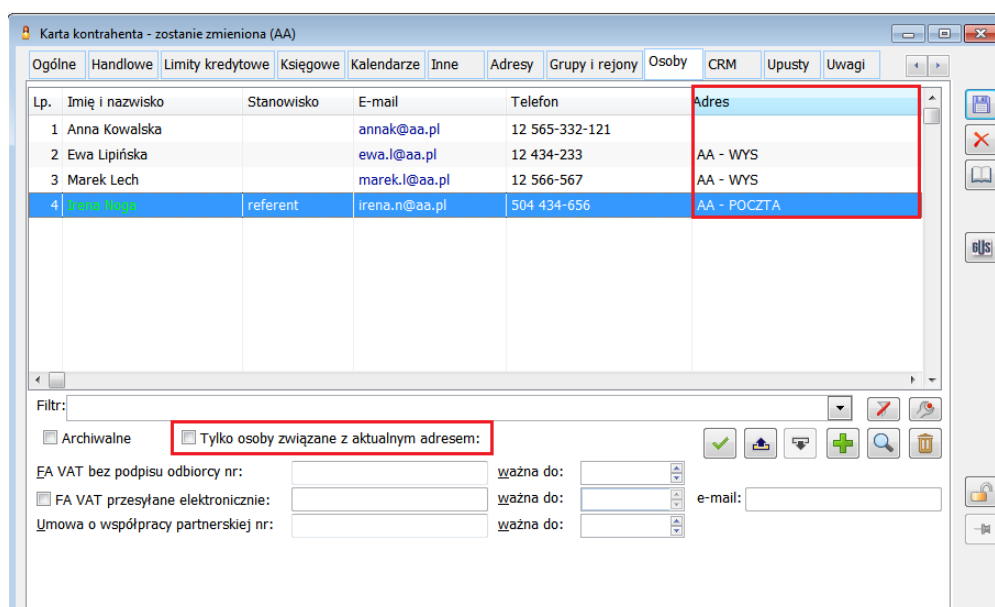 Karta kontrahenta - zostanie zmieniona (AA)
Ogólne Handlowe Limity kredytowe Księgowe Kalendarze Inne Adresy Grupy i rejony Osoby CRM Upusty Uwagi
Lp. Imię i nazwisko Stanowisko E-mail Telefon Adres
1 Anna Kowalska annak@aa.pl 12 565-332-121
2 Ewa Lipińska ewa.l@aa.pl 12 434-233 AA - WYS
3 Marek Lech marek.l@aa.pl 12 566-567 AA - WYS
4 Irena Noga referent irena.n@aa.pl 504 434-656 AA - POCZTA
GUS
Filtr:
Archiwalne Tylko osoby związane z aktualnym adresem:
FA VAT bez podpisu odbiorcy nr: ważna do:
FA VAT przesyłane elektronicznie: ważna do: e-mail:
Umowa o współpracy partnerskiej nr: ważna do: